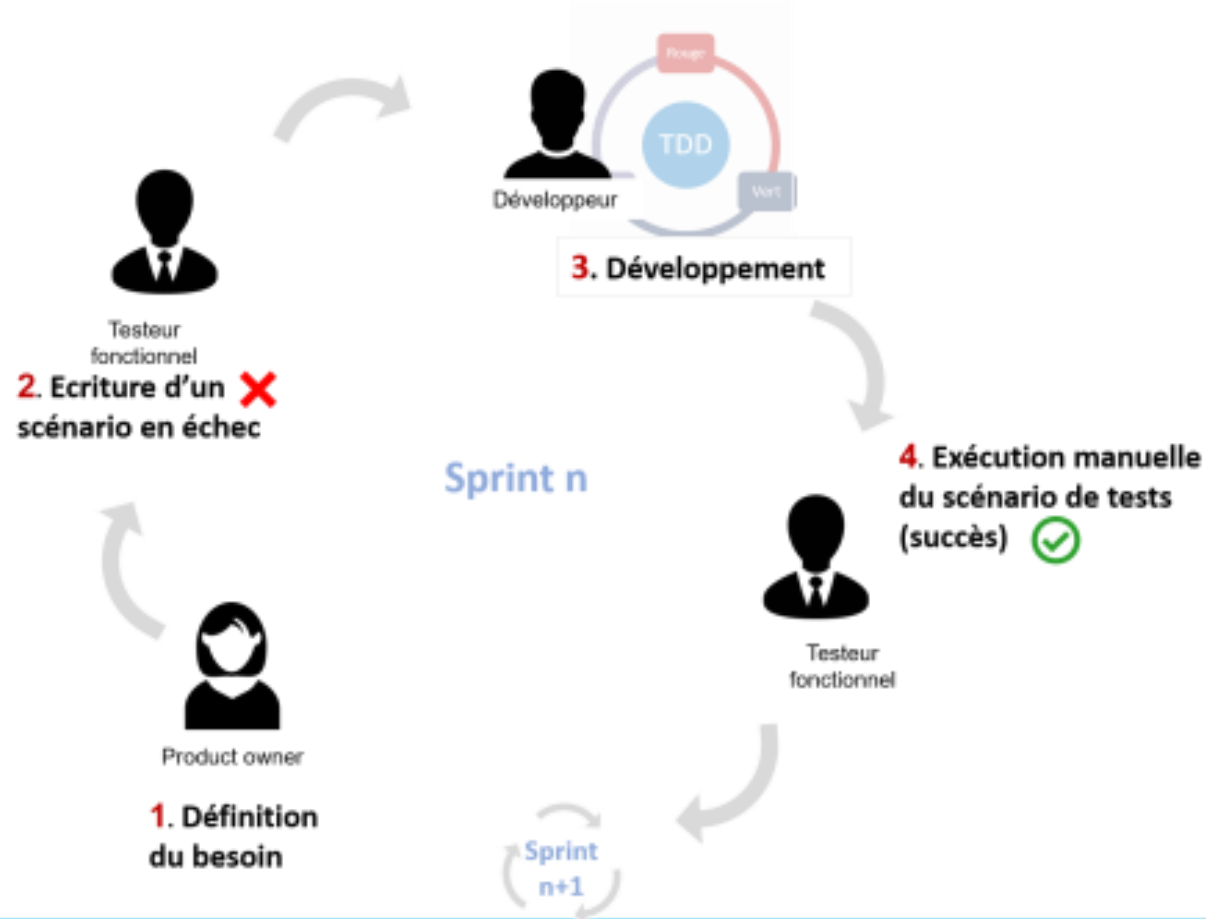 Rouge
TDD
Vert
Développeur
3. Développement
Testeur
fonctionnel
2. Ecriture d'un
scénario en échec
Sprint n
4. Exécution manuelle
du scénario de tests
(succès)
Testeur
fonctionnel
Product owner
1. Définition
du besoin
Sprint
n+1